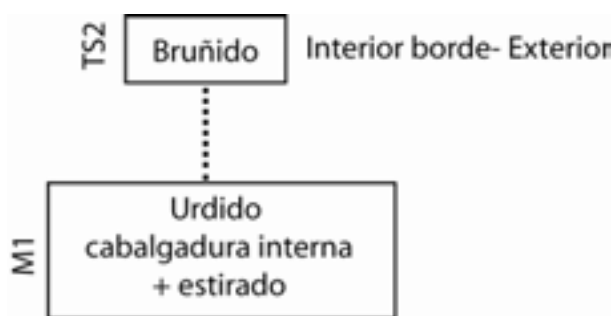 TS2
Bruñido
Interior borde- Exterior
M1
Urdido
cabalgadura interna
+ estirado